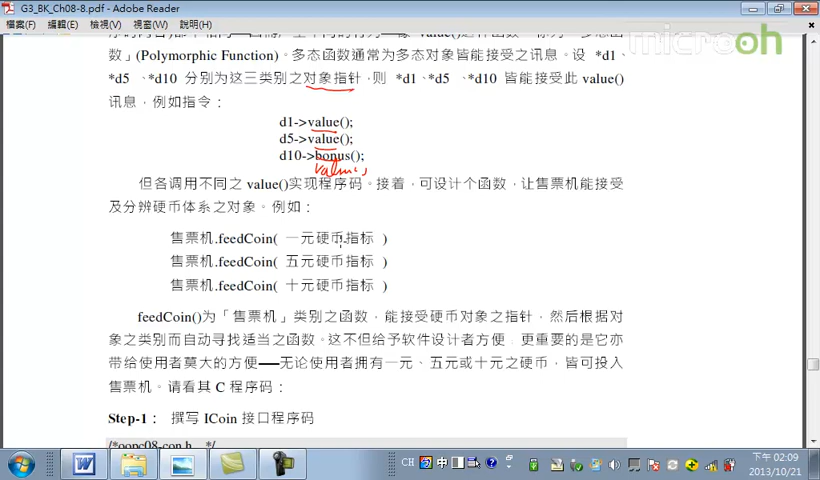 G3_BK_Ch08-8.pdf - Adobe Reader
檔案(F) 編輯(E) 檢視(V) 視窗(W) 說明(H)
microoh
数」(Polymorphic Function)。多态函数通常为多态对象皆能接受之讯息。设 *d1、
*d5 、*d10 分别为这三类别之对象指针,则 *d1、*d5 、*d10 皆能接受此 value()
讯息，例如指令：
d1->value();
d5->value();
d10->bonus();
但各调用不同之 value()实现程序码。接着，可设计个函数，让售票机能接受
及分辨硬币体系之对象。例如：
售票机.feedCoin( 一元硬币指标 )
售票机.feedCoin( 五元硬币指标 )
售票机.feedCoin( 十元硬币指标 )
feedCoin()为「售票机」类别之函数，能接受硬币对象之指针，然后根据对
象之类别而自动寻找适当之函数。这不但给予软件设计者方便，更重要的是它亦
带给使者莫大的方便──无论使用者拥有一元、五元或十元之硬币，皆可投入
售票机。请看其 C 程序码：
Step-1： 撰写 ICoin 接口程序码
/*oopc08-con.h */
CH 中
下午 02:09
2013/10/21